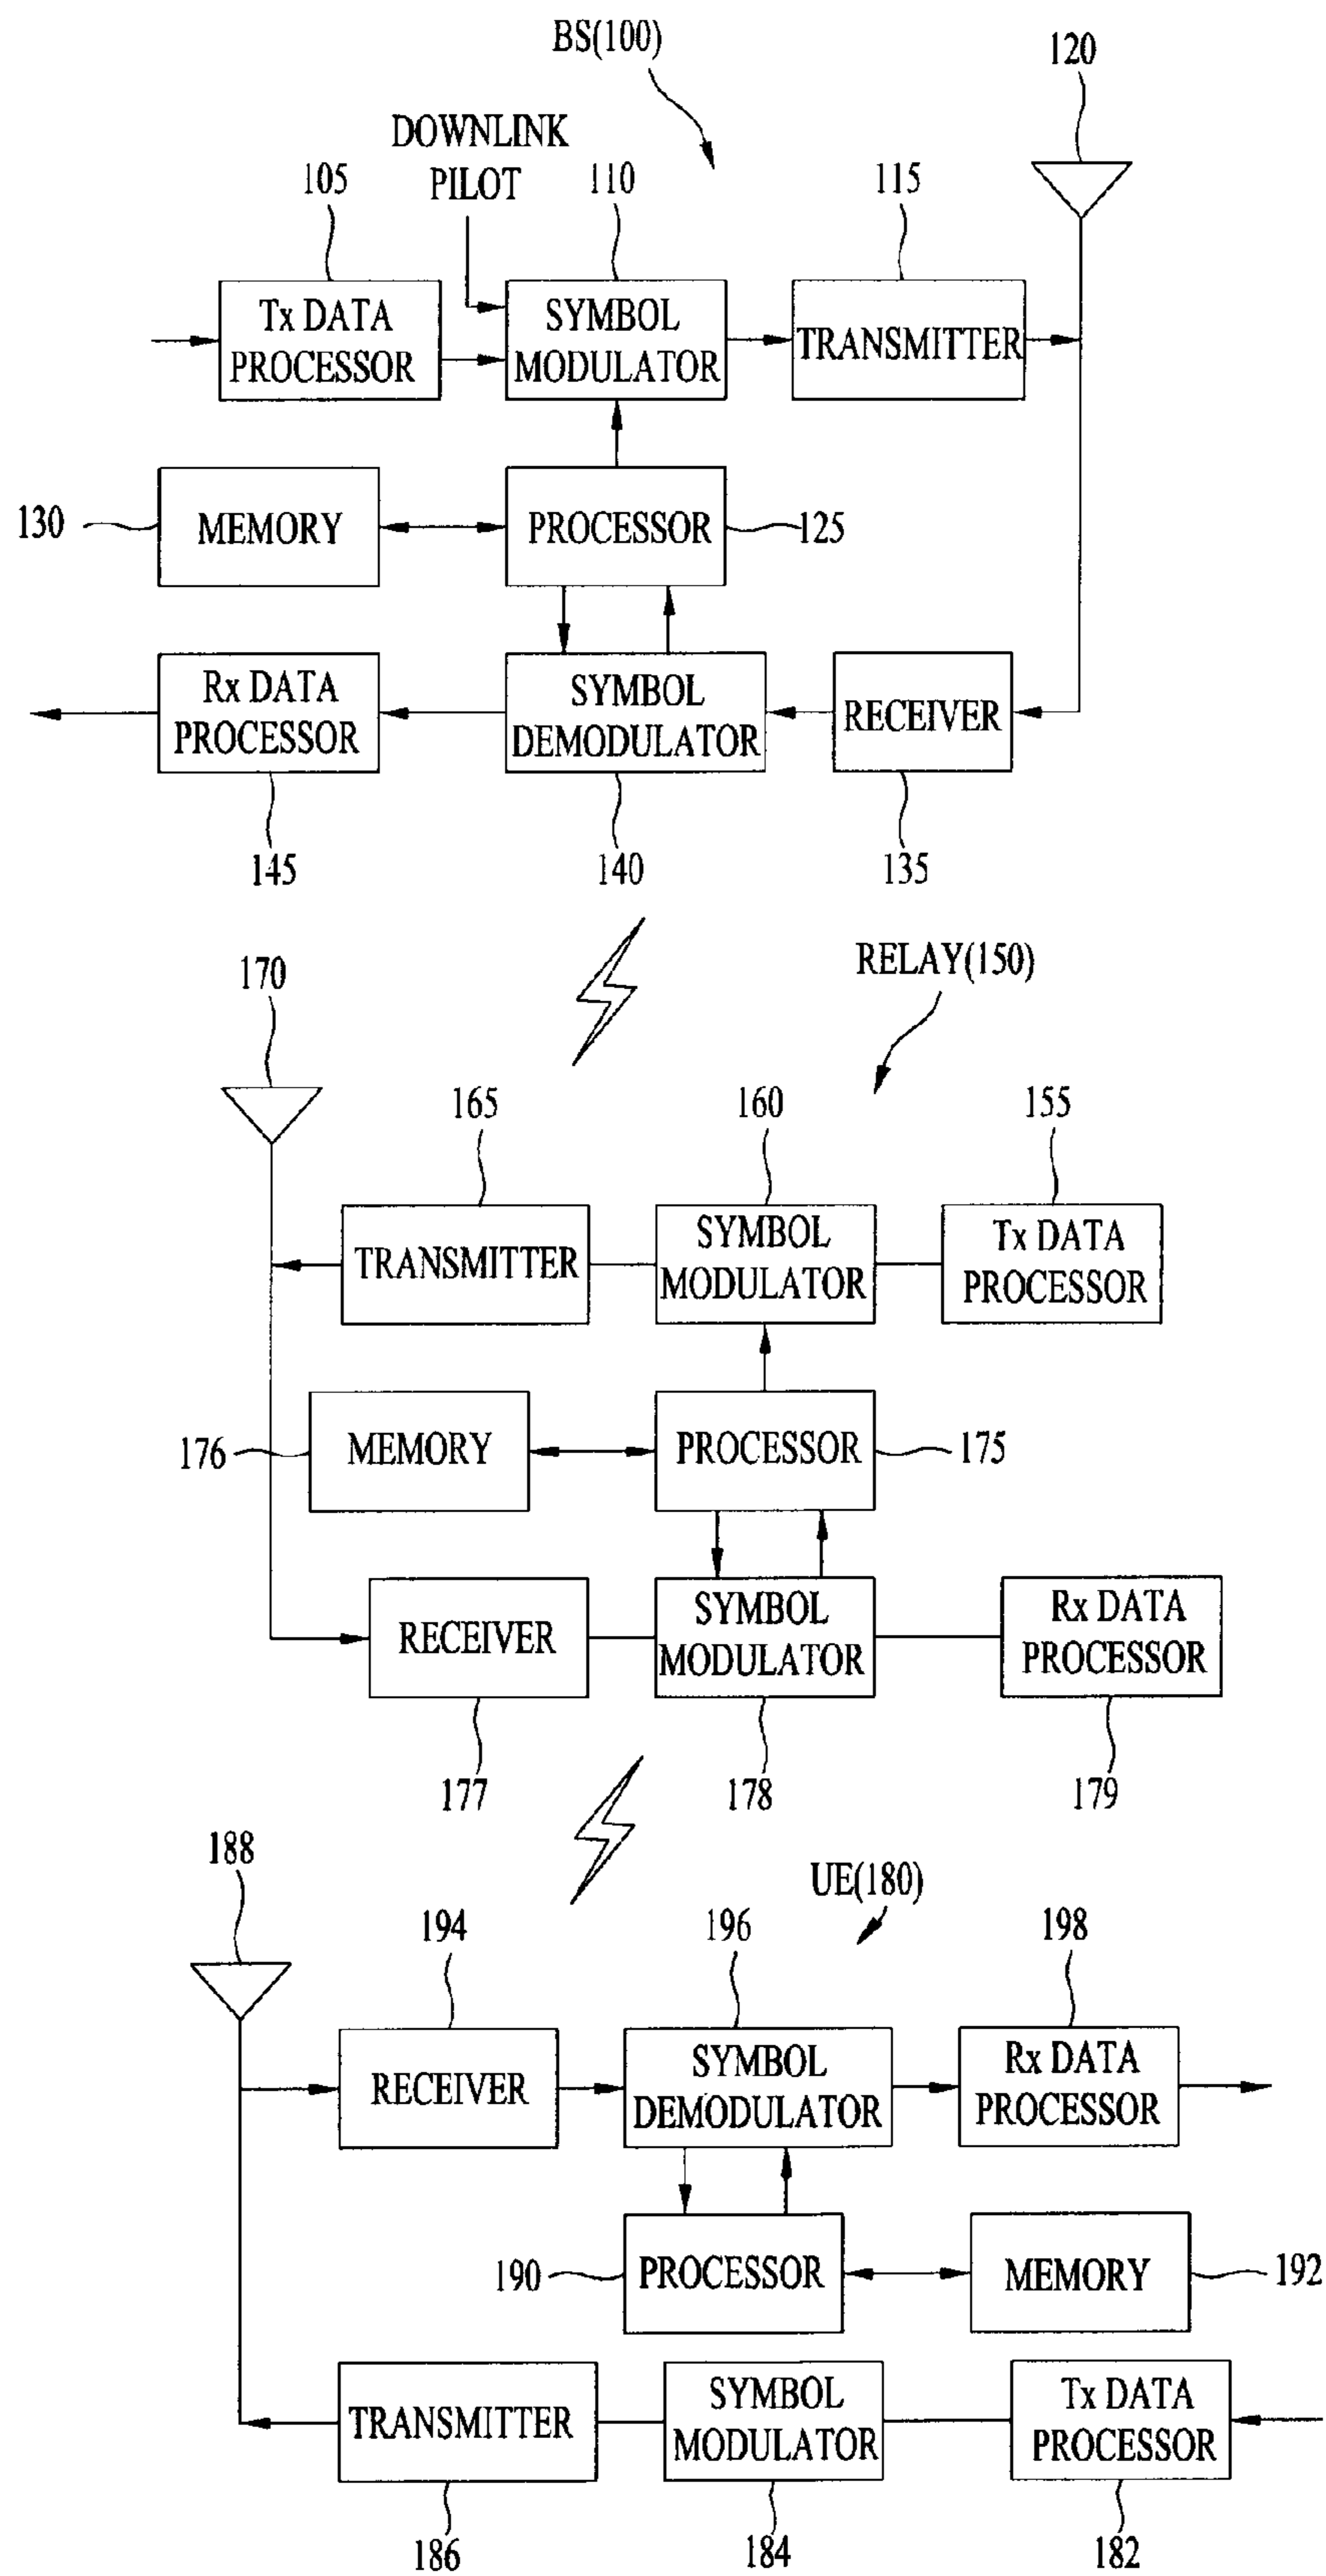 BS(100)
120
DOWNLINK
PILOT
105
110
115
Tx DATA
PROCESSOR
SYMBOL
MODULATOR
TRANSMITTER
130
MEMORY
PROCESSOR
125
Rx DATA
PROCESSOR
SYMBOL
DEMODULATOR
RECEIVER
145
140
135
RELAY(150)
170
165
160
155
TRANSMITTER
SYMBOL
MODULATOR
Tx DATA
PROCESSOR
176
MEMORY
PROCESSOR
175
RECEIVER
SYMBOL
MODULATOR
Rx DATA
PROCESSOR
177
178
179
188
UE(180)
194
196
198
RECEIVER
SYMBOL
DEMODULATOR
Rx DATA
PROCESSOR
190
PROCESSOR
MEMORY
192
TRANSMITTER
SYMBOL
MODULATOR
Tx DATA
PROCESSOR
186
184
182